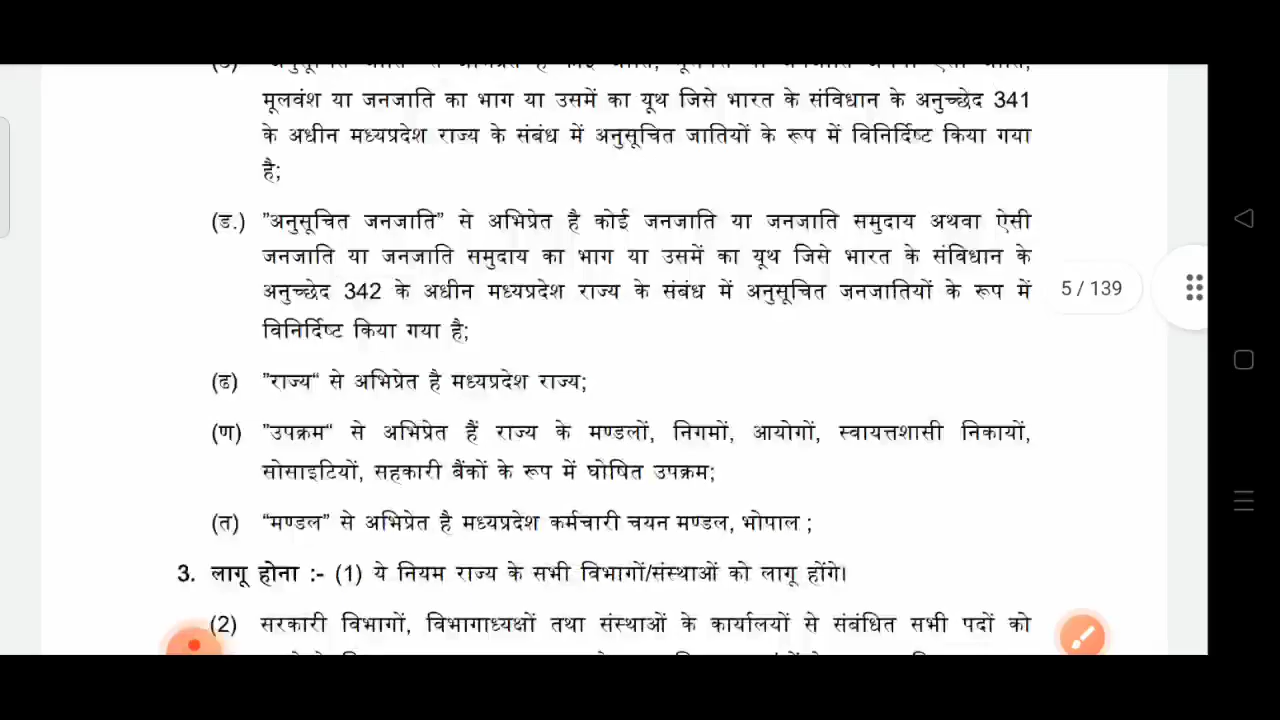 मूलवंश या जनजाति का भाग या उसमें का यूथ जिसे भारत के संविधान के अनुच्छेद 341
के अधीन मध्यप्रदेश राज्य के संबंध में अनुसूचित जातियों के रूप में विनिर्दिष्ट किया गया
है;
(ड.) ”अनुसूचित जनजाति” से अभिप्रेत है कोई जनजाति या जनजाति समुदाय अथवा ऐसी
जनजाति या जनजाति समुदाय का भाग या उसमें का यूथ जिसे भारत के संविधान के
अनुच्छेद 342 के अधीन मध्यप्रदेश राज्य के संबंध में अनुसूचित जनजातियों के रूप में
विनिर्दिष्ट किया गया है;
5 / 139
(ढ) ”राज्य“ से अभिप्रेत है मध्यप्रदेश राज्य;
(ण) ”उपक्रम“ से अभिप्रेत हैं राज्य के मण्डलों, निगमों, आयोगों, स्वायत्तशासी निकायों,
सोसाइटियों, सहकारी बैंकों के रूप में घोषित उपक्रम;
(त) “मण्डल” से अभिप्रेत है मध्यप्रदेश कर्मचारी चयन मण्डल, भोपाल ;
3. लागू होना :- (1) ये नियम राज्य के सभी विभागों/संस्थाओं को लागू होंगे।
(2) सरकारी विभागों, विभागाध्यक्षों तथा संस्थाओं के कार्यालयों से संबंधित सभी पदों को